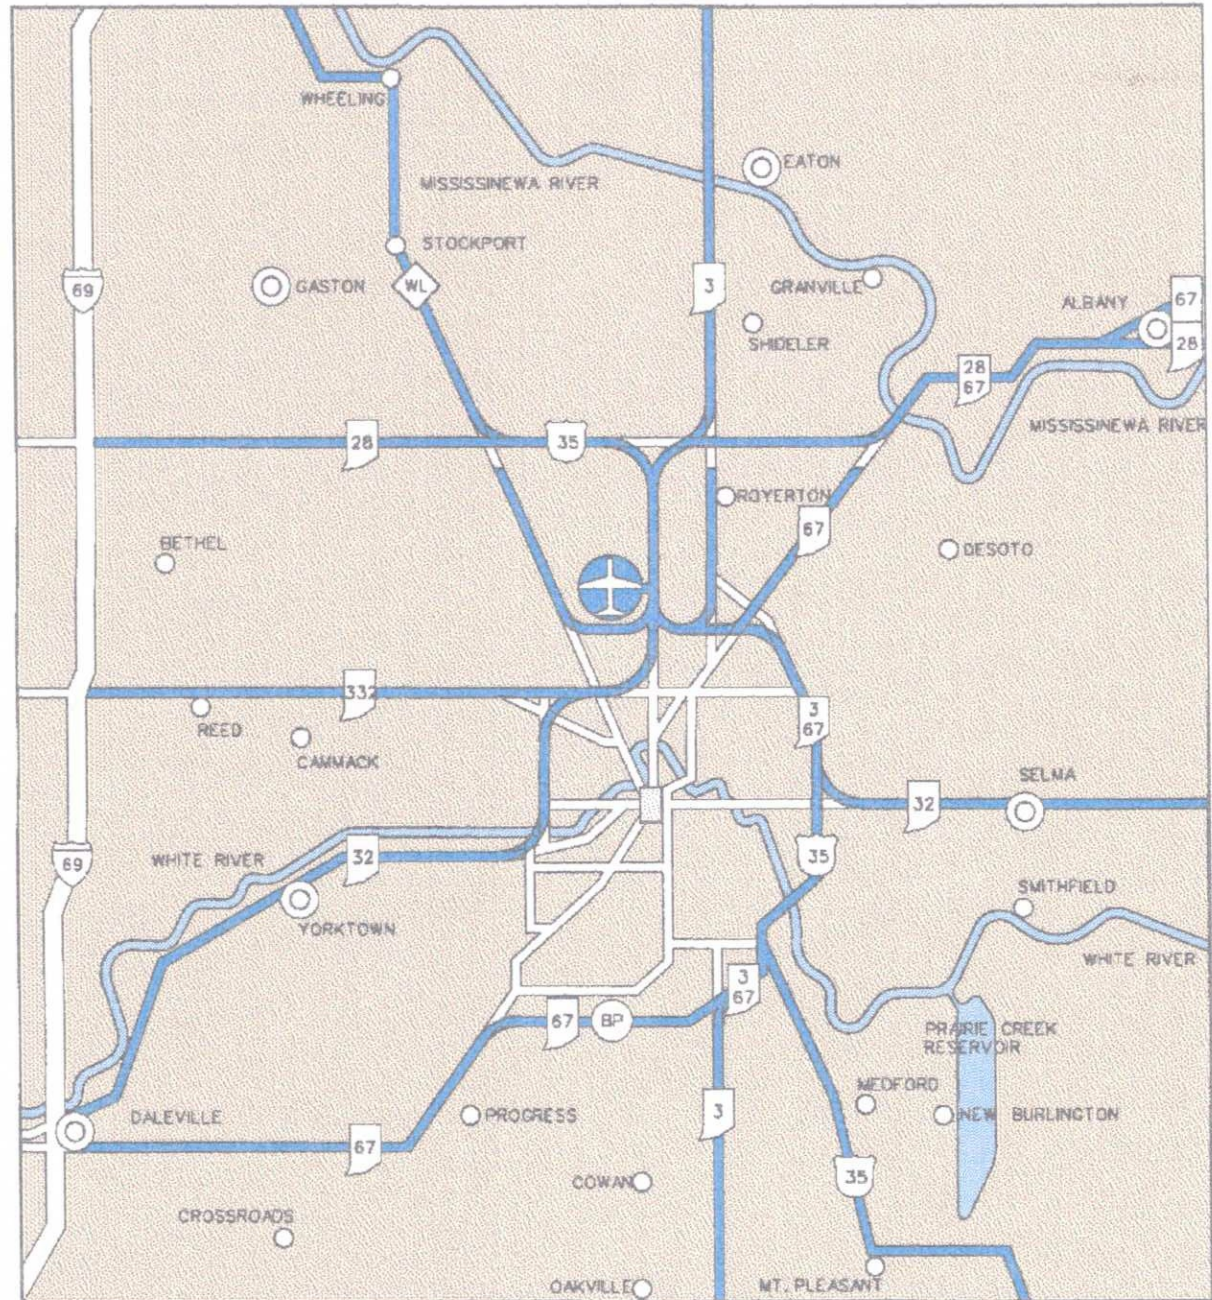 WHEELING
EATON
MISSISSINEWA RIVER
STOCKPORT
69
GASTON
WL
3
GRANVILLE
ALBANY
67
SHIDELER
28
28
67
MISSISSINEWA RIVER
28
35
ROYERTON
67
BETHEL
DESOTO
332
REED
3
67
CAMMACK
SELMA
32
69
WHITE RIVER
32
35
SMITHFIELD
YORKTOWN
WHITE RIVER
3
67
67
BP
PRAIRIE CREEK
RESERVOIR
MEDFORD
DALEVILLE
PROGRESS
3
NEW BURLINGTON
67
COWAN
35
CROSSROADS
OAKVILLE
MT. PLEASANT